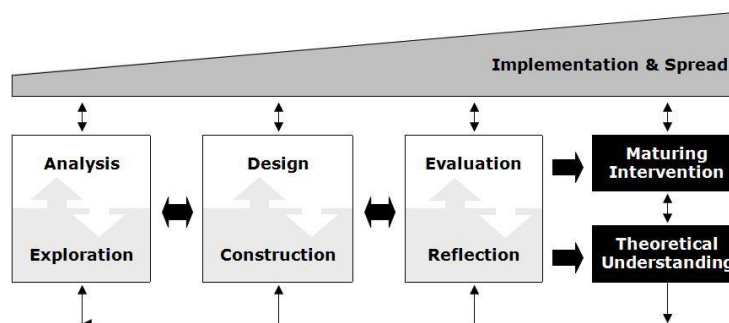 Implementation & Spread
Analysis
Exploration
Design
Construction
Evaluation
Reflection
Maturing
Intervention
Theoretical
Understanding